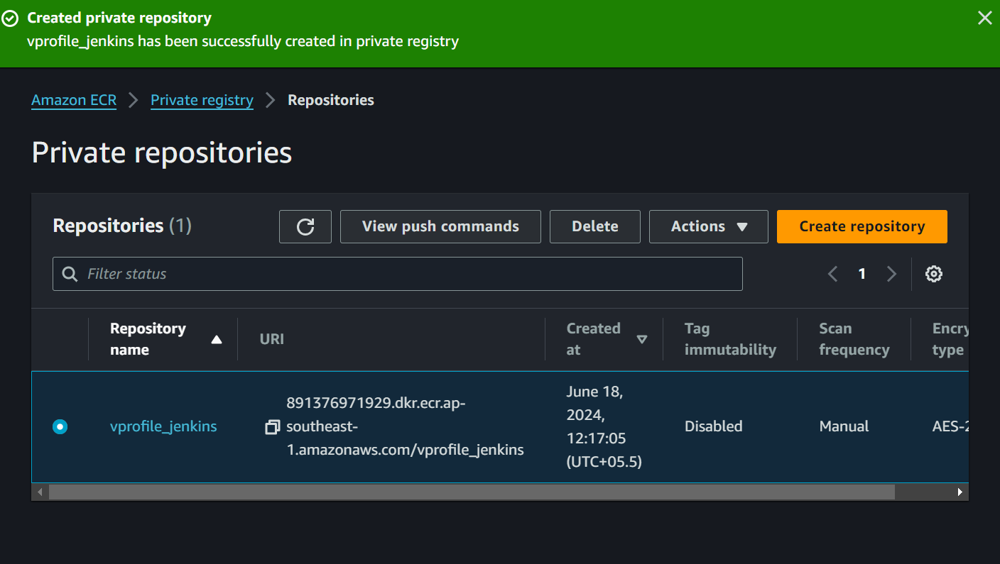 Created private repository
vprofile_jenkins has been successfully created in private registry
Amazon ECR > Private registry > Repositories
Private repositories
Repositories (1)
View push commands
Delete
Actions
Create repository
Filter status
1
Repository name
URI
Created at
Tag immutability
Scan frequency
Encry
type
vprofile_jenkins
891376971929.dkr.ecr.ap-
southeast-
1.amazonaws.com/vprofile_jenkins
June 18,
2024,
12:17:05
(UTC+05.5)
Disabled
Manual
AES-2